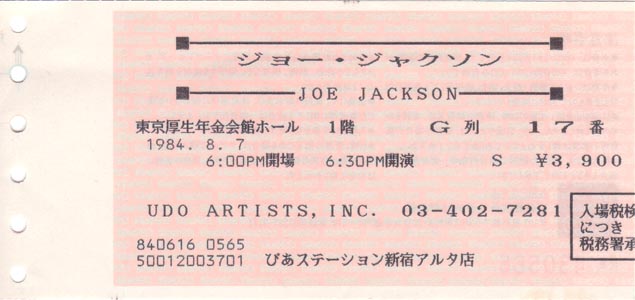 ジョー・ジャクソン
JOE JACKSON
東京厚生年金会館ホール 1階 G 列 17番
1984. 8. 7
6:00PM開場 6:30PM開演 S ¥3,900
UDO ARTISTS, INC. 03-402-7281
入場税検
につき
税務署承
840616 0565
50012003701 ぴあステーション新宿アルタ店